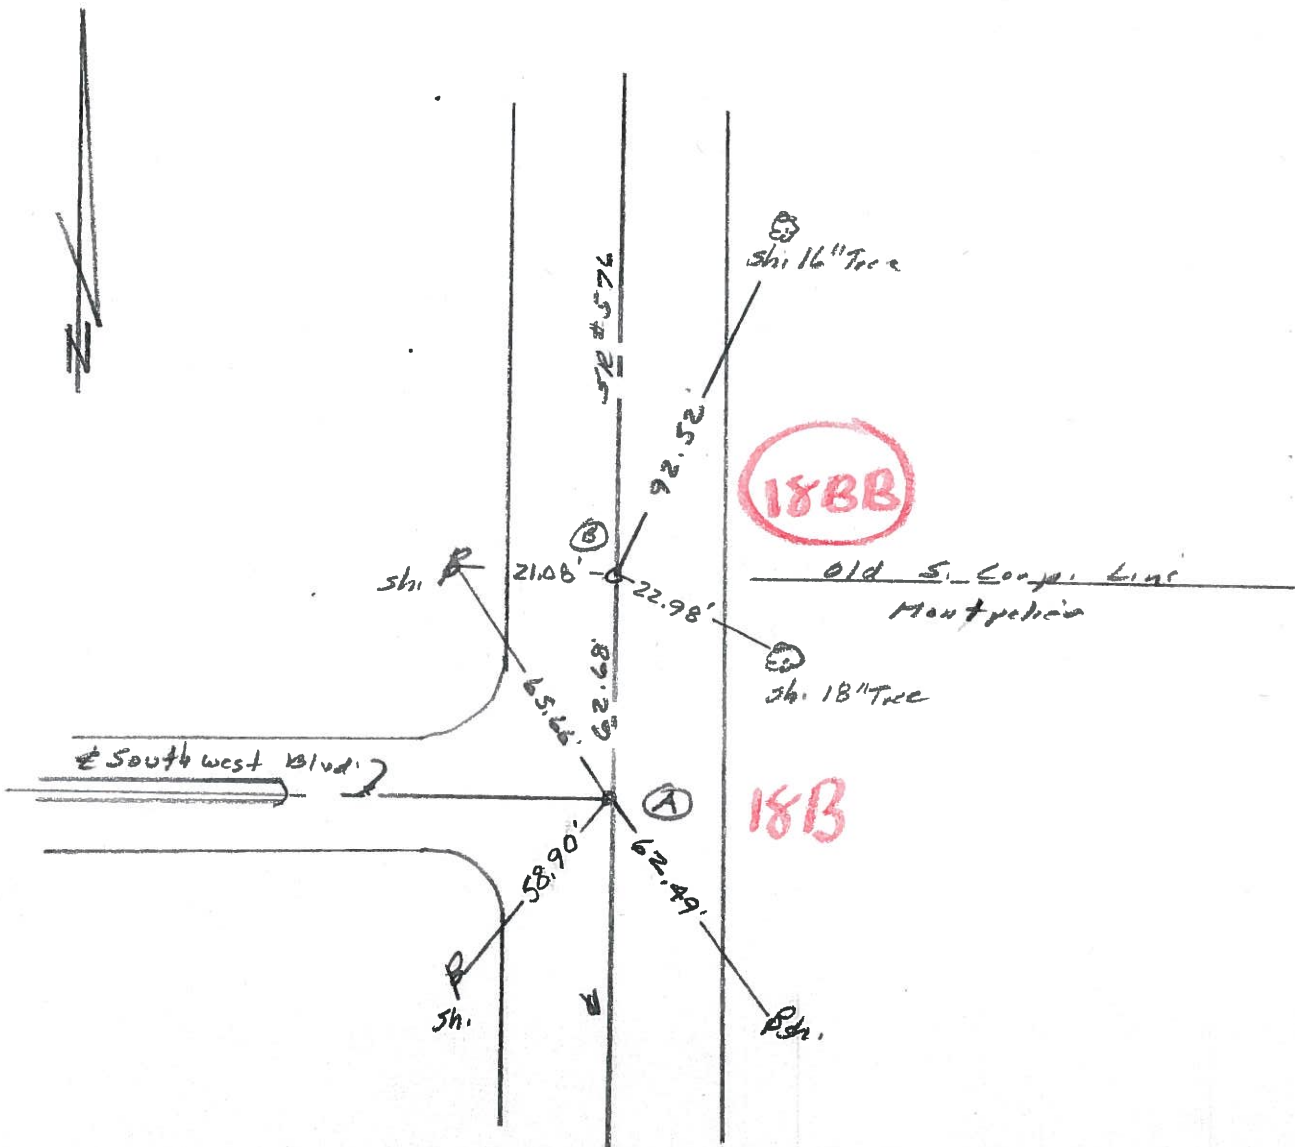 N
sh. 16" Tree
SR #576
92.52'
18BB
B
sh.
21.08'
22.98'
Old S. Corp. Line
Montpelier
62.68'
65.66'
sh. 18" Tree
℄ Southwest Blvd.
A
18B
58.90'
62.49'
℄
sh.
sh.